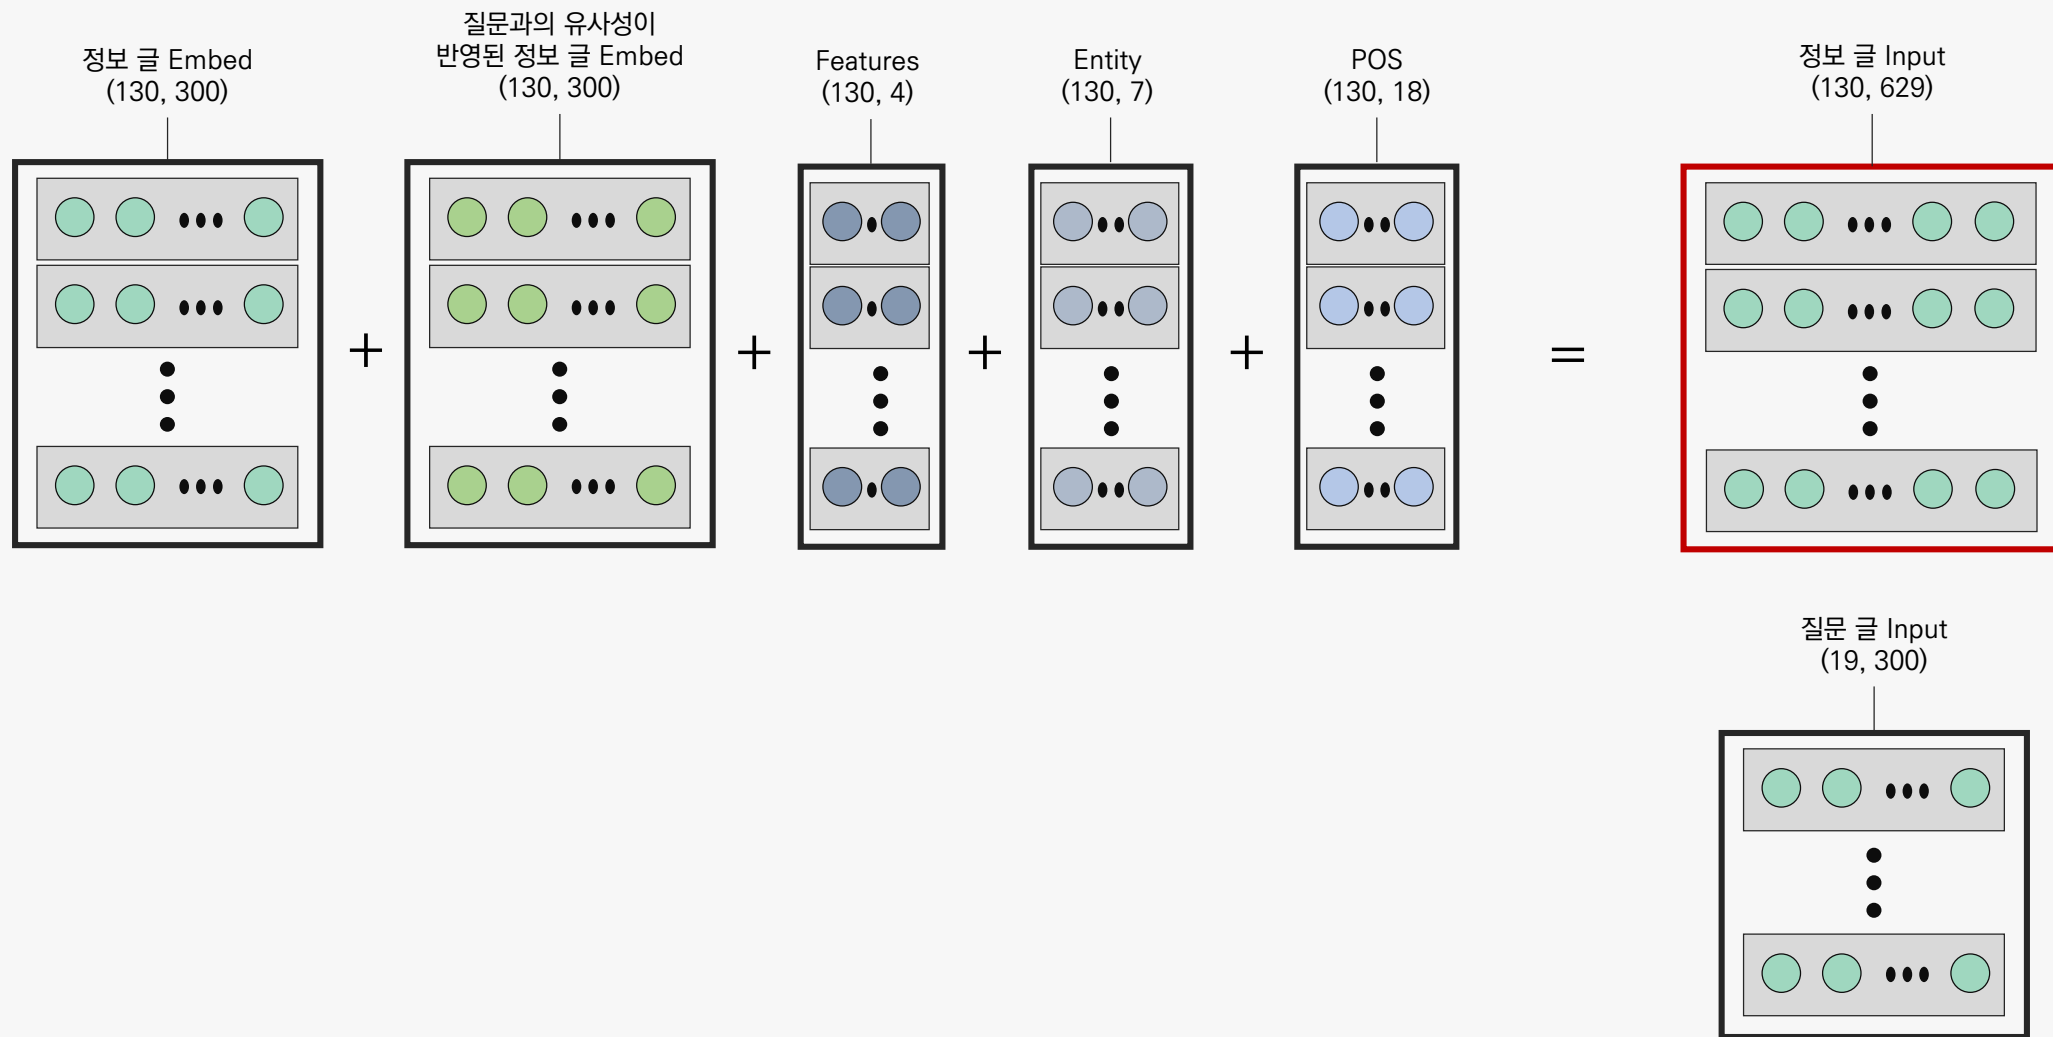 정보 글 Embed
(130, 300)
질문과의 유사성이
반영된 정보 글 Embed
(130, 300)
Features
(130, 4)
Entity
(130, 7)
POS
(130, 18)
정보 글 Input
(130, 629)
+
+
+
+
=
질문 글 Input
(19, 300)